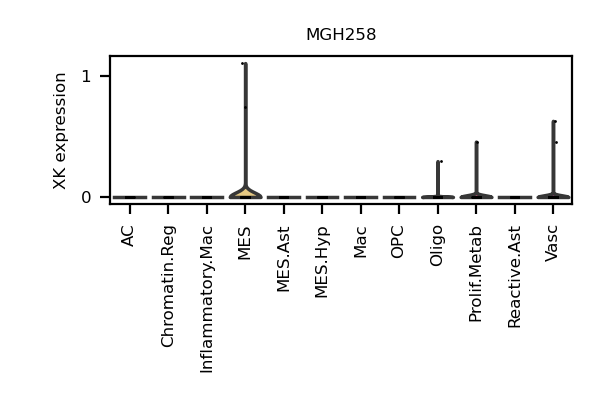 MGH258
XK expression
1
0
AC
Chromatin.Reg
Inflammatory.Mac
MES
MES.Ast
MES.Hyp
Mac
OPC
Oligo
Prolif.Metab
Reactive.Ast
Vasc